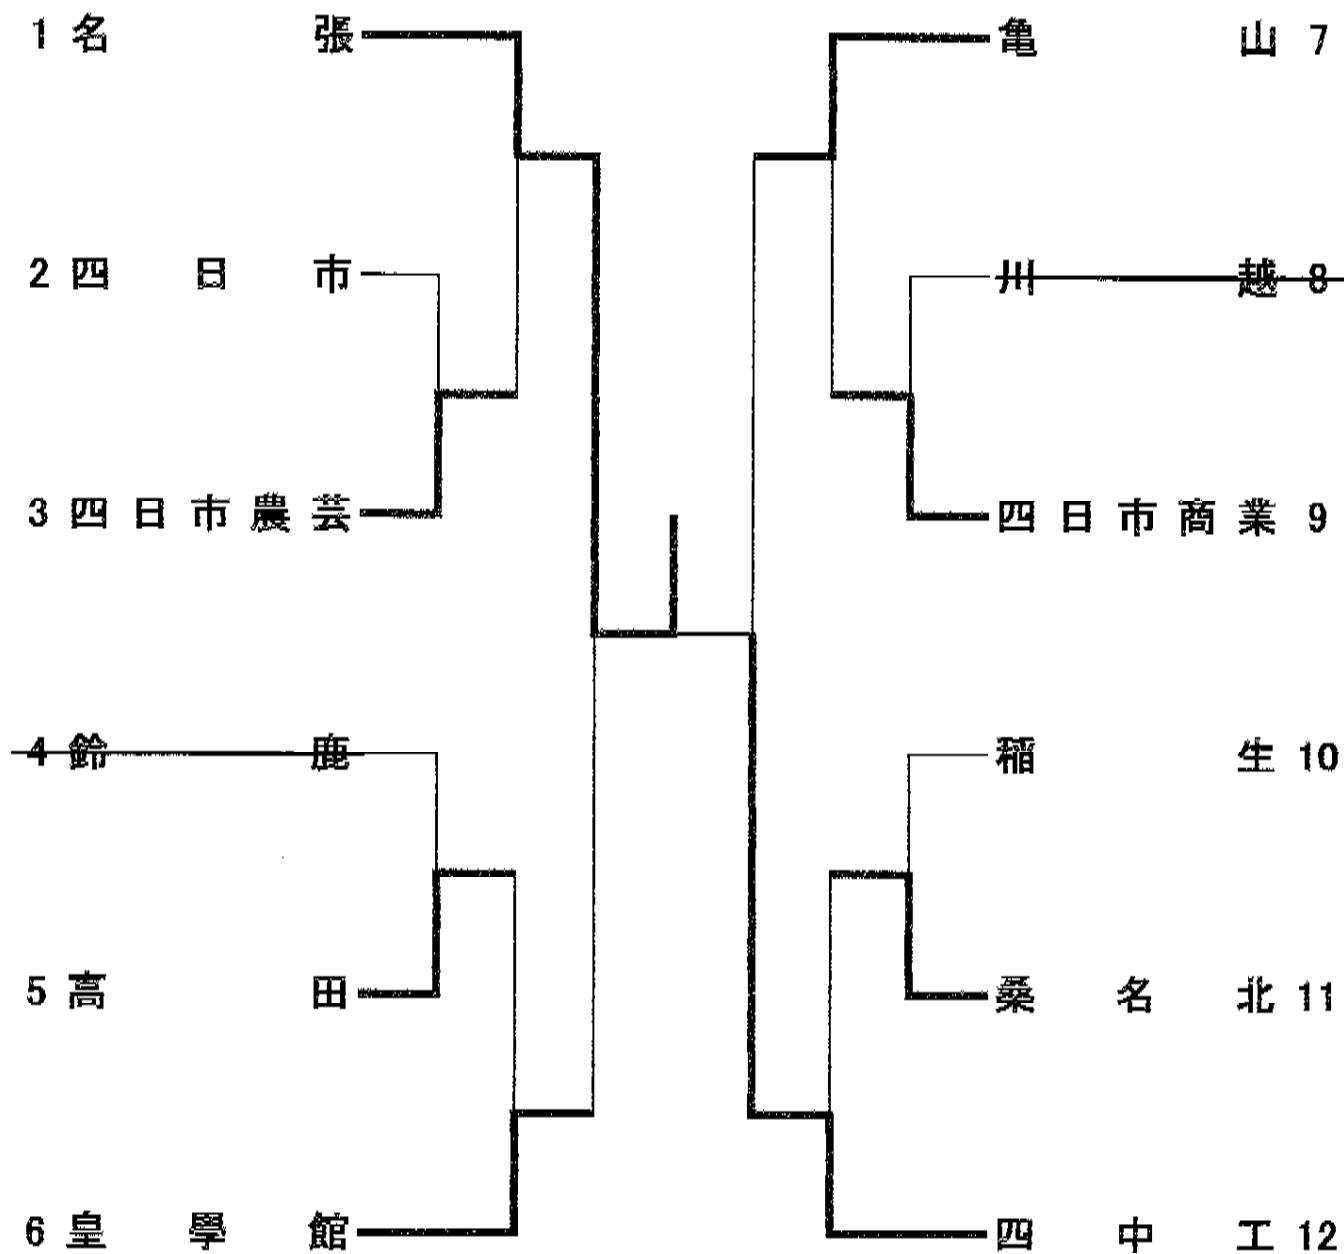 1 名張
2 四日市
3 四日市農芸
4 鈴鹿
5 高田
6 皇學館
亀山 7
川越 8
四日市商業 9
稲生 10
桑名北 11
四中工 12